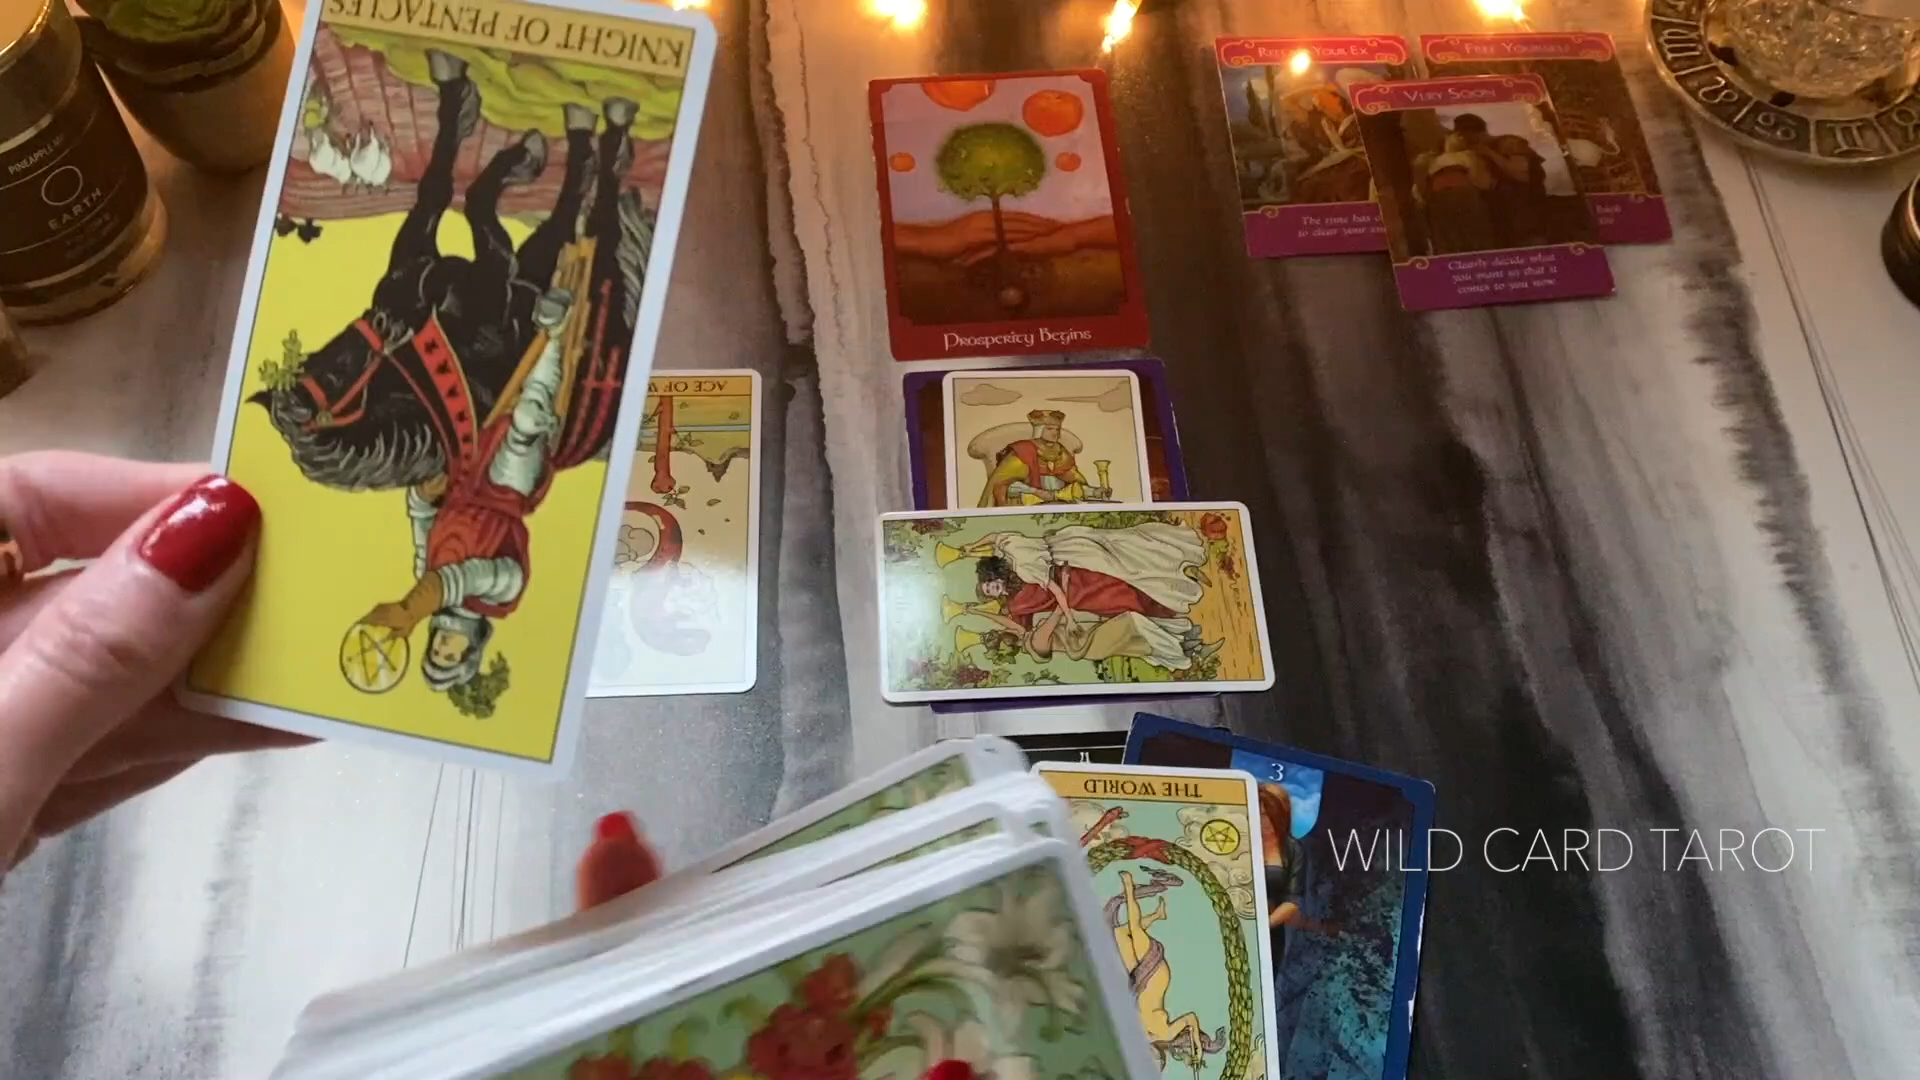 KNIGHT OF PENTACLES
PINEAPPLE
EARTH
ACE OF W
Prosperity Begins
Your Ex
Free Yourself
Very Soon
The time has c
to clear your
Clearly decide what
you want so that it
comes to you now
THE WORLD
3
WILD CARD TAROT